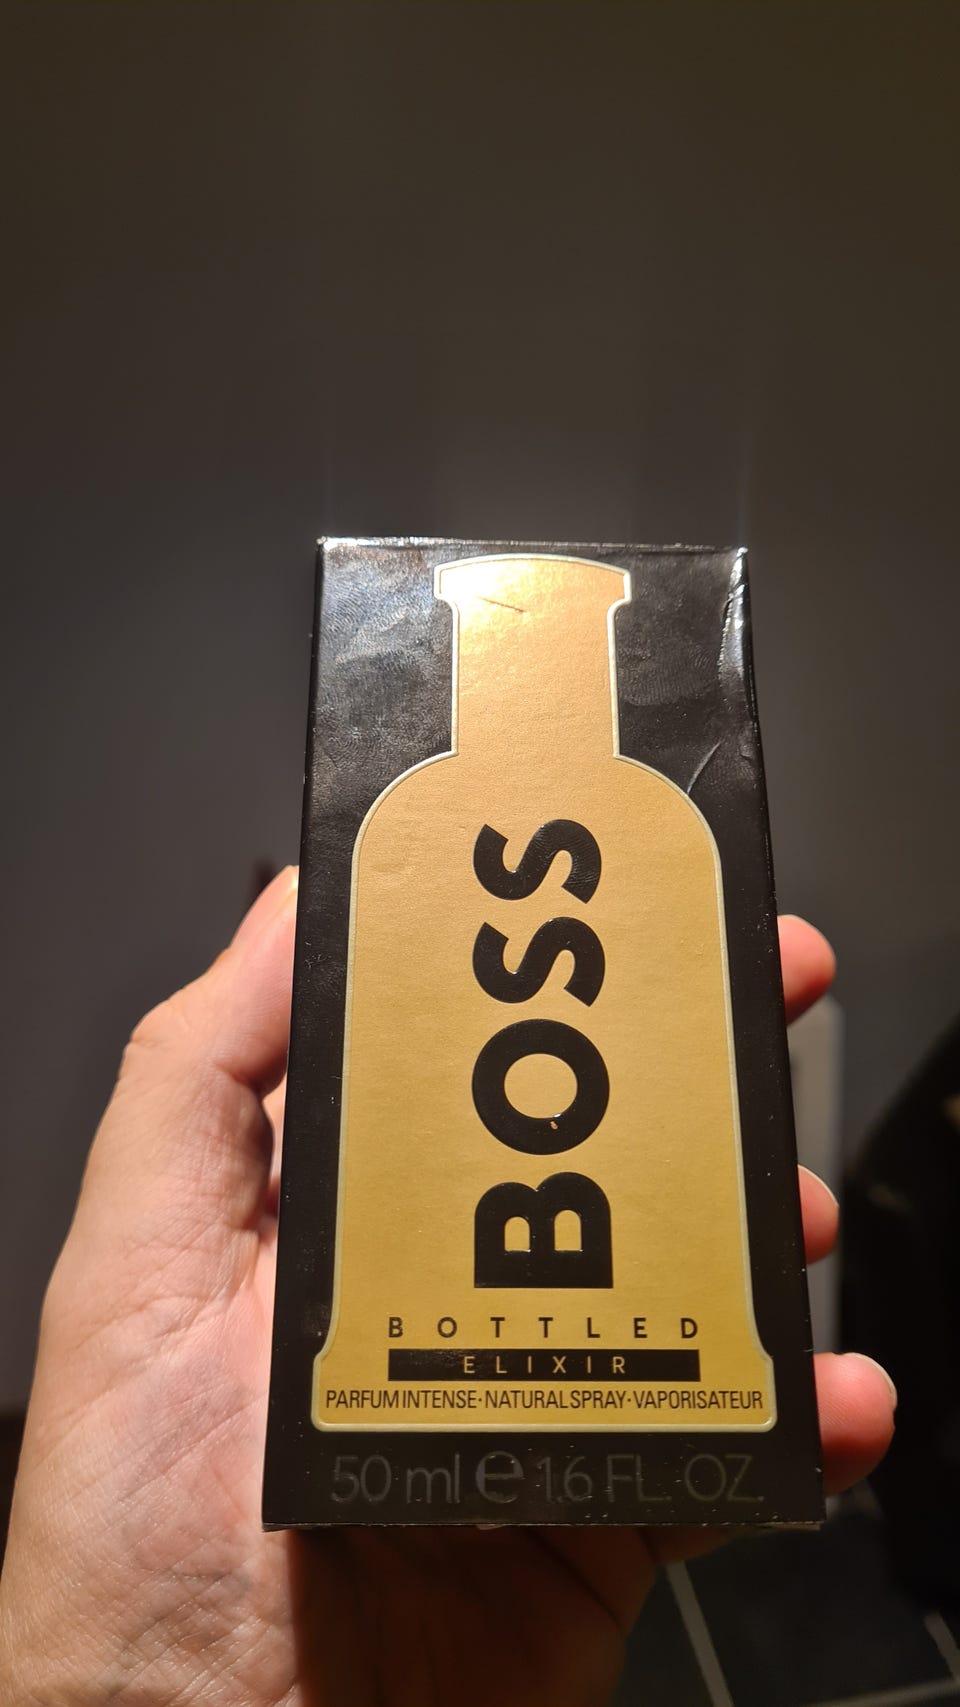 BOSS
BOTTLED
ELIXIR
PARFUM INTENSE·NATURAL SPRAY·VAPORISATEUR
50 ml e 1.6 FL. OZ.